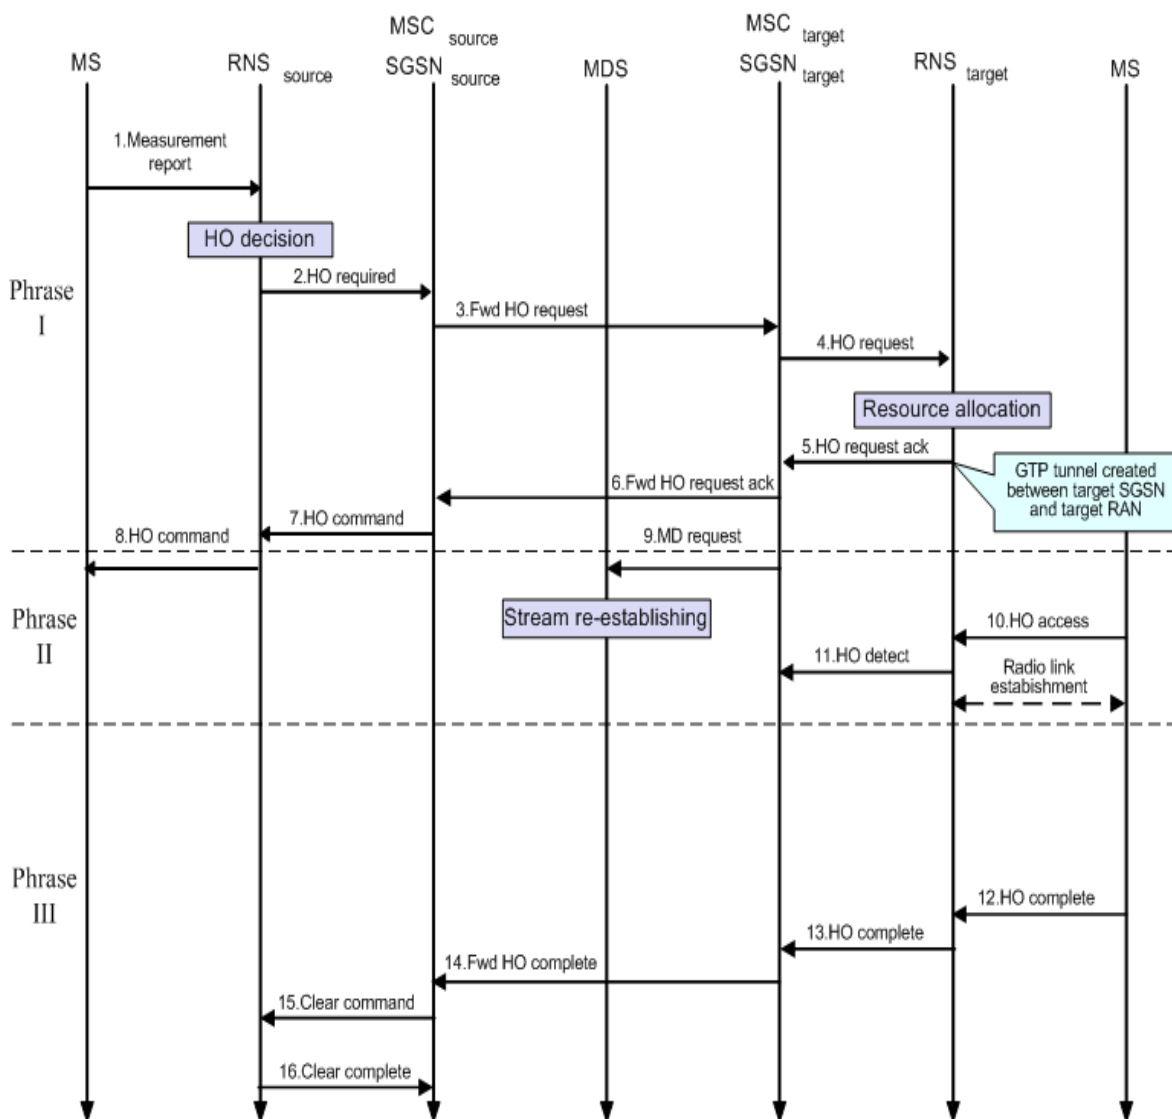 MSC source
MSC target
MS
RNS source
SGSN source
MDS
SGSN target
RNS target
MS
1.Measurement
report
HO decision
2.HO required
Phrase
I
3.Fwd HO request
4.HO request
Resource allocation
5.HO request ack
GTP tunnel created
between target SGSN
and target RAN
6.Fwd HO request ack
7.HO command
8.HO command
9.MD request
Stream re-establishing
Phrase
II
10.HO access
11.HO detect
Radio link
estabishment
Phrase
III
12.HO complete
13.HO complete
14.Fwd HO complete
15.Clear command
16.Clear complete